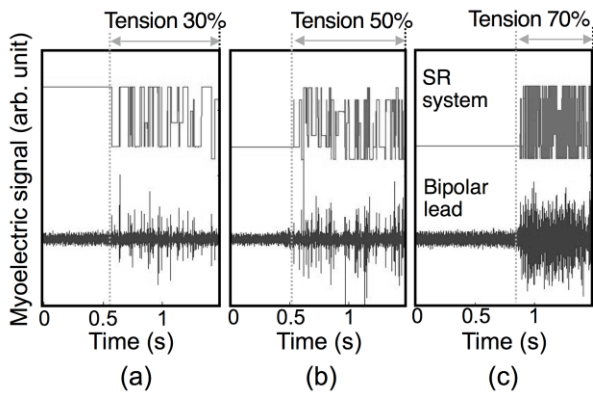 Tension 30%
Tension 50%
Tension 70%
Myoelectric signal (arb. unit)
SR
system
Bipolar
lead
0 0.5 1
0 0.5 1
0 0.5 1
Time (s)
Time (s)
Time (s)
(a)
(b)
(c)